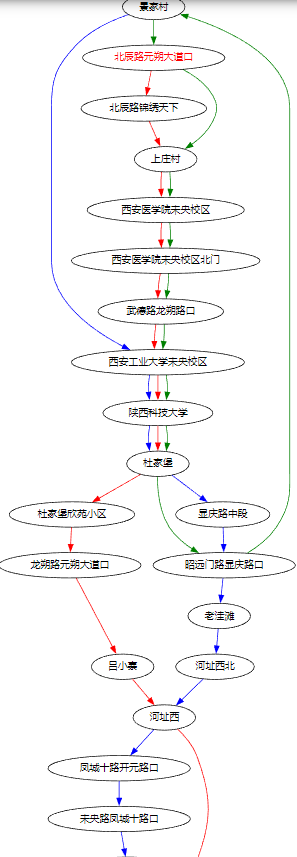 景家村
北辰路元朔大道口
北辰路锦绣天下
上庄村
西安医学院未央校区
西安医学院未央校区北门
武德路龙朔路口
西安工业大学未央校区
陕西科技大学
杜家堡
杜家堡欣苑小区
显庆路中段
龙朔路元朔大道口
昭远门路显庆路口
老洼滩
吕小寨
河址西北
河址西
凤城十路开元路口
未央路凤城十路口